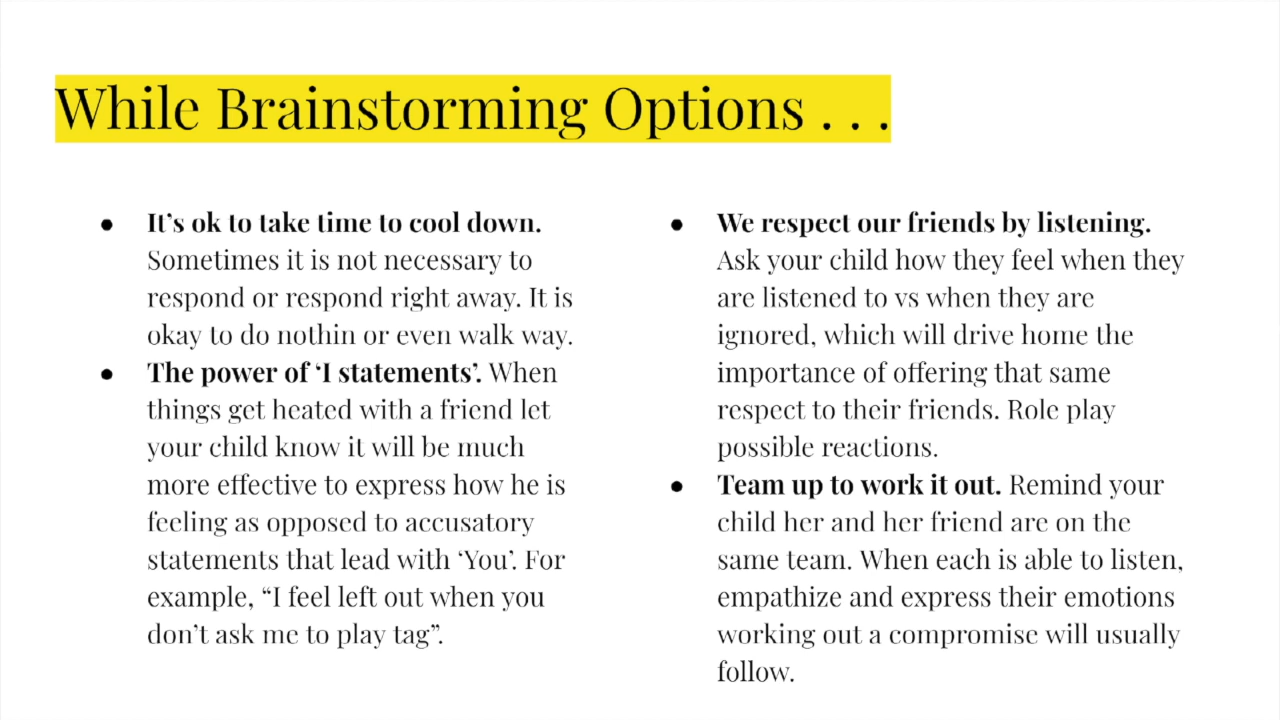 While Brainstorming Options . . .
● It’s ok to take time to cool down.
Sometimes it is not necessary to
respond or respond right away. It is
okay to do nothin or even walk way.
● The power of ‘I statements’. When
things get heated with a friend let
your child know it will be much
more effective to express how he is
feeling as opposed to accusatory
statements that lead with ‘You’. For
example, “I feel left out when you
don’t ask me to play tag”.
● We respect our friends by listening.
Ask your child how they feel when they
are listened to vs when they are
ignored, which will drive home the
importance of offering that same
respect to their friends. Role play
possible reactions.
● Team up to work it out. Remind your
child her and her friend are on the
same team. When each is able to listen,
empathize and express their emotions
working out a compromise will usually
follow.